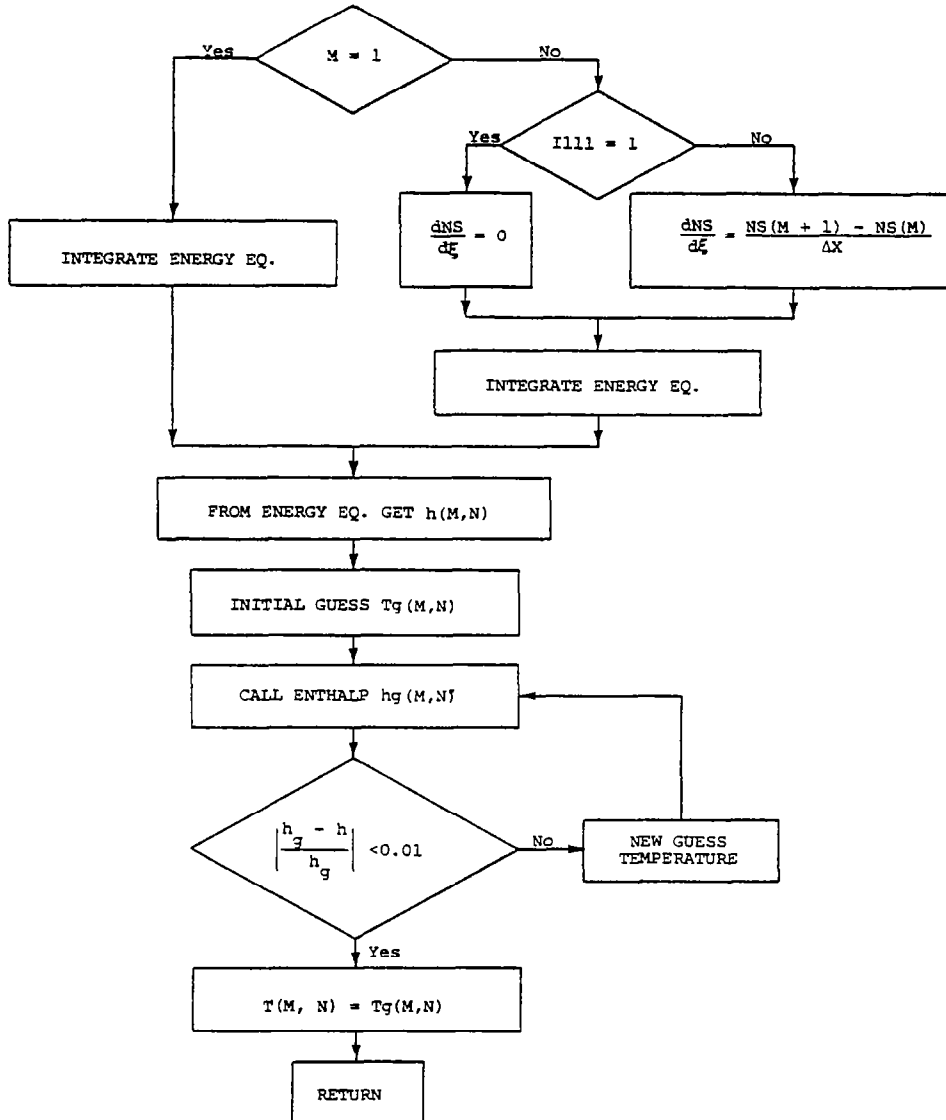 M = 1
Yes
No
I111 = 1
Yes
No
INTEGRATE ENERGY EQ.
dNS/dξ = 0
dNS/dξ = NS(M + 1) - NS(M)/ΔX
INTEGRATE ENERGY EQ.
FROM ENERGY EQ. GET h(M,N)
INITIAL GUESS Tg(M,N)
CALL ENTHALP hg(M,N)
|h_g - h/h_g| <0.01
No
NEW GUESS
TEMPERATURE
Yes
T(M, N) = Tg(M,N)
RETURN